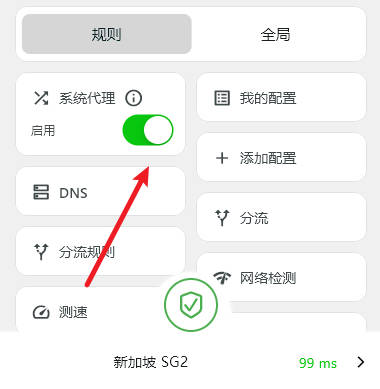 规则
全局
系统代理
启用
我的配置
添加配置
DNS
分流
分流规则
网络检测
测速
新加坡 SG2
99 ms